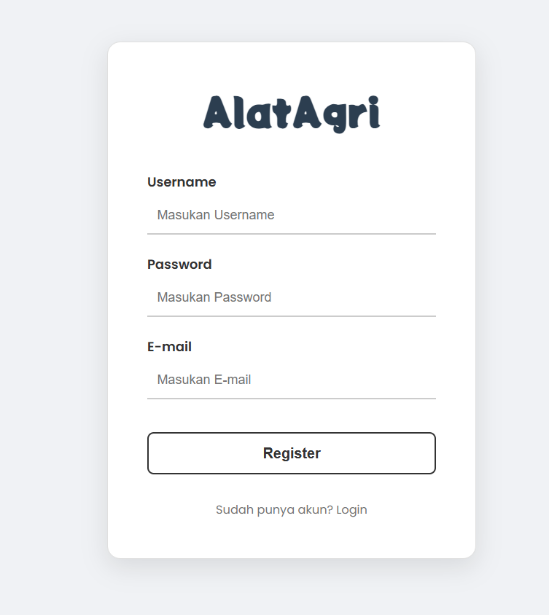 AlatAgri
Username
Masukan Username
Password
Masukan Password
E-mail
Masukan E-mail
Register
Sudah punya akun? Login